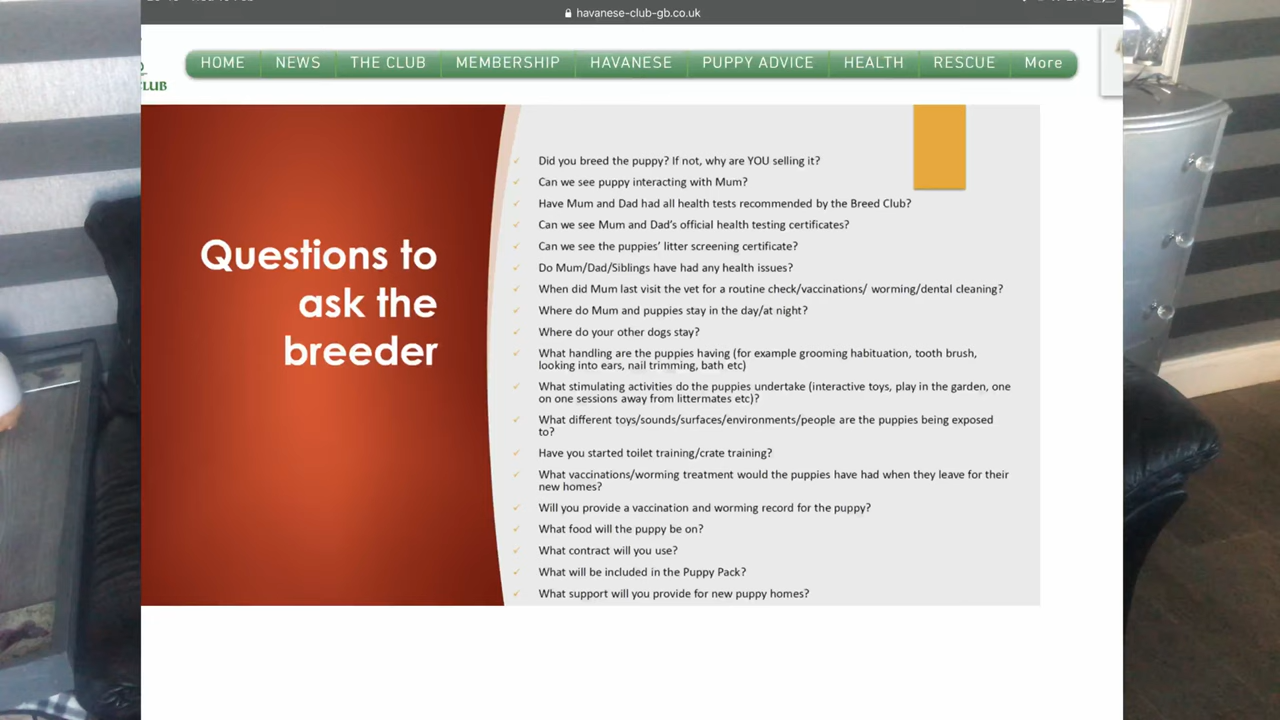 havanese-club-gb.co.uk
HOME NEWS THE CLUB MEMBERSHIP HAVANESE PUPPY ADVICE HEALTH RESCUE More
CLUB
Questions to
ask the
breeder
Did you breed the puppy? If not, why are YOU selling it?
Can we see puppy interacting with Mum?
Have Mum and Dad had all health tests recommended by the Breed Club?
Can we see Mum and Dad's official health testing certificates?
Can we see the puppies' litter screening certificate?
Do Mum/Dad/Siblings have had any health issues?
When did Mum last visit the vet for a routine check/vaccinations/ worming/dental cleaning?
Where do Mum and puppies stay in the day/at night?
Where do your other dogs stay?
What handling are the puppies having (for example grooming habituation, tooth brush,
looking into ears, nail trimming, bath etc)
What stimulating activities do the puppies undertake (interactive toys, play in the garden, one
on one sessions away from littermates etc)?
What different toys/sounds/surfaces/environments/people are the puppies being exposed
to?
Have you started toilet training/crate training?
What vaccinations/worming treatment would the puppies have had when they leave for their
new homes?
Will you provide a vaccination and worming record for the puppy?
What food will the puppy be on?
What contract will you use?
What will be included in the Puppy Pack?
What support will you provide for new puppy homes?